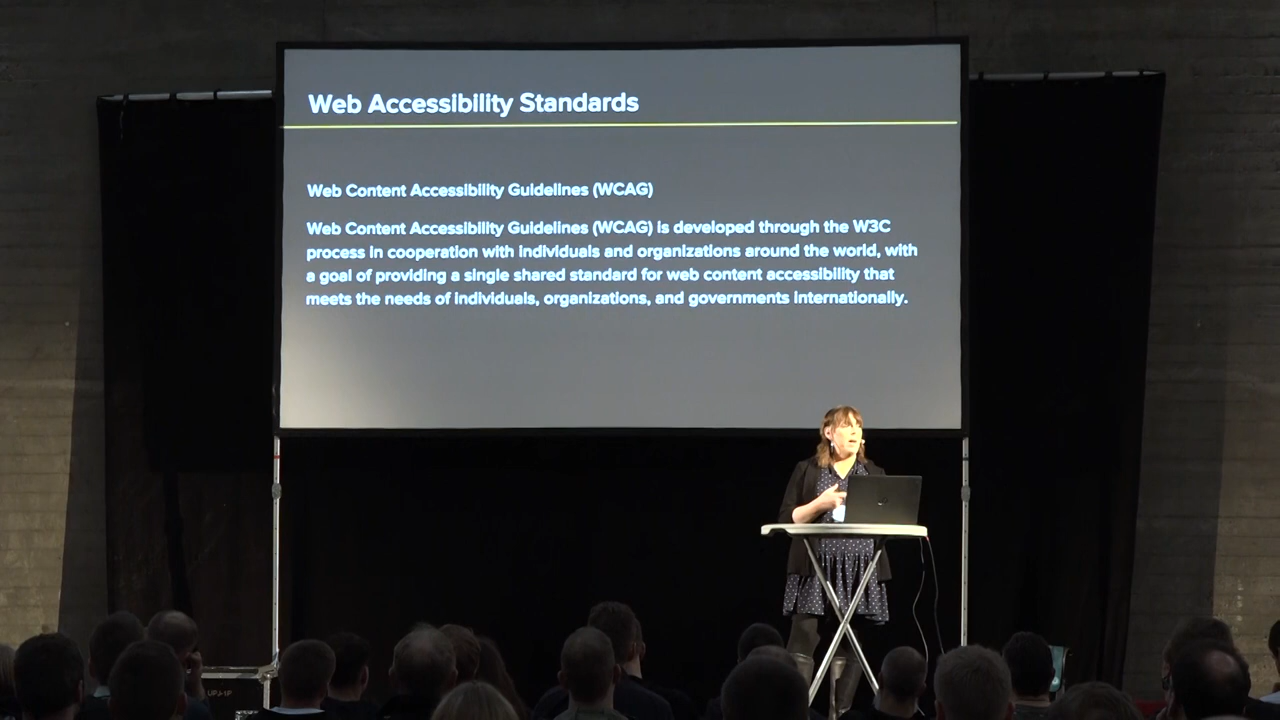 Web Accessibility Standards
Web Content Accessibility Guidelines (WCAG)
Web Content Accessibility Guidelines (WCAG) is developed through the W3C
process in cooperation with individuals and organizations around the world, with
a goal of providing a single shared standard for web content accessibility that
meets the needs of individuals, organizations, and governments internationally.
UPJ-1P